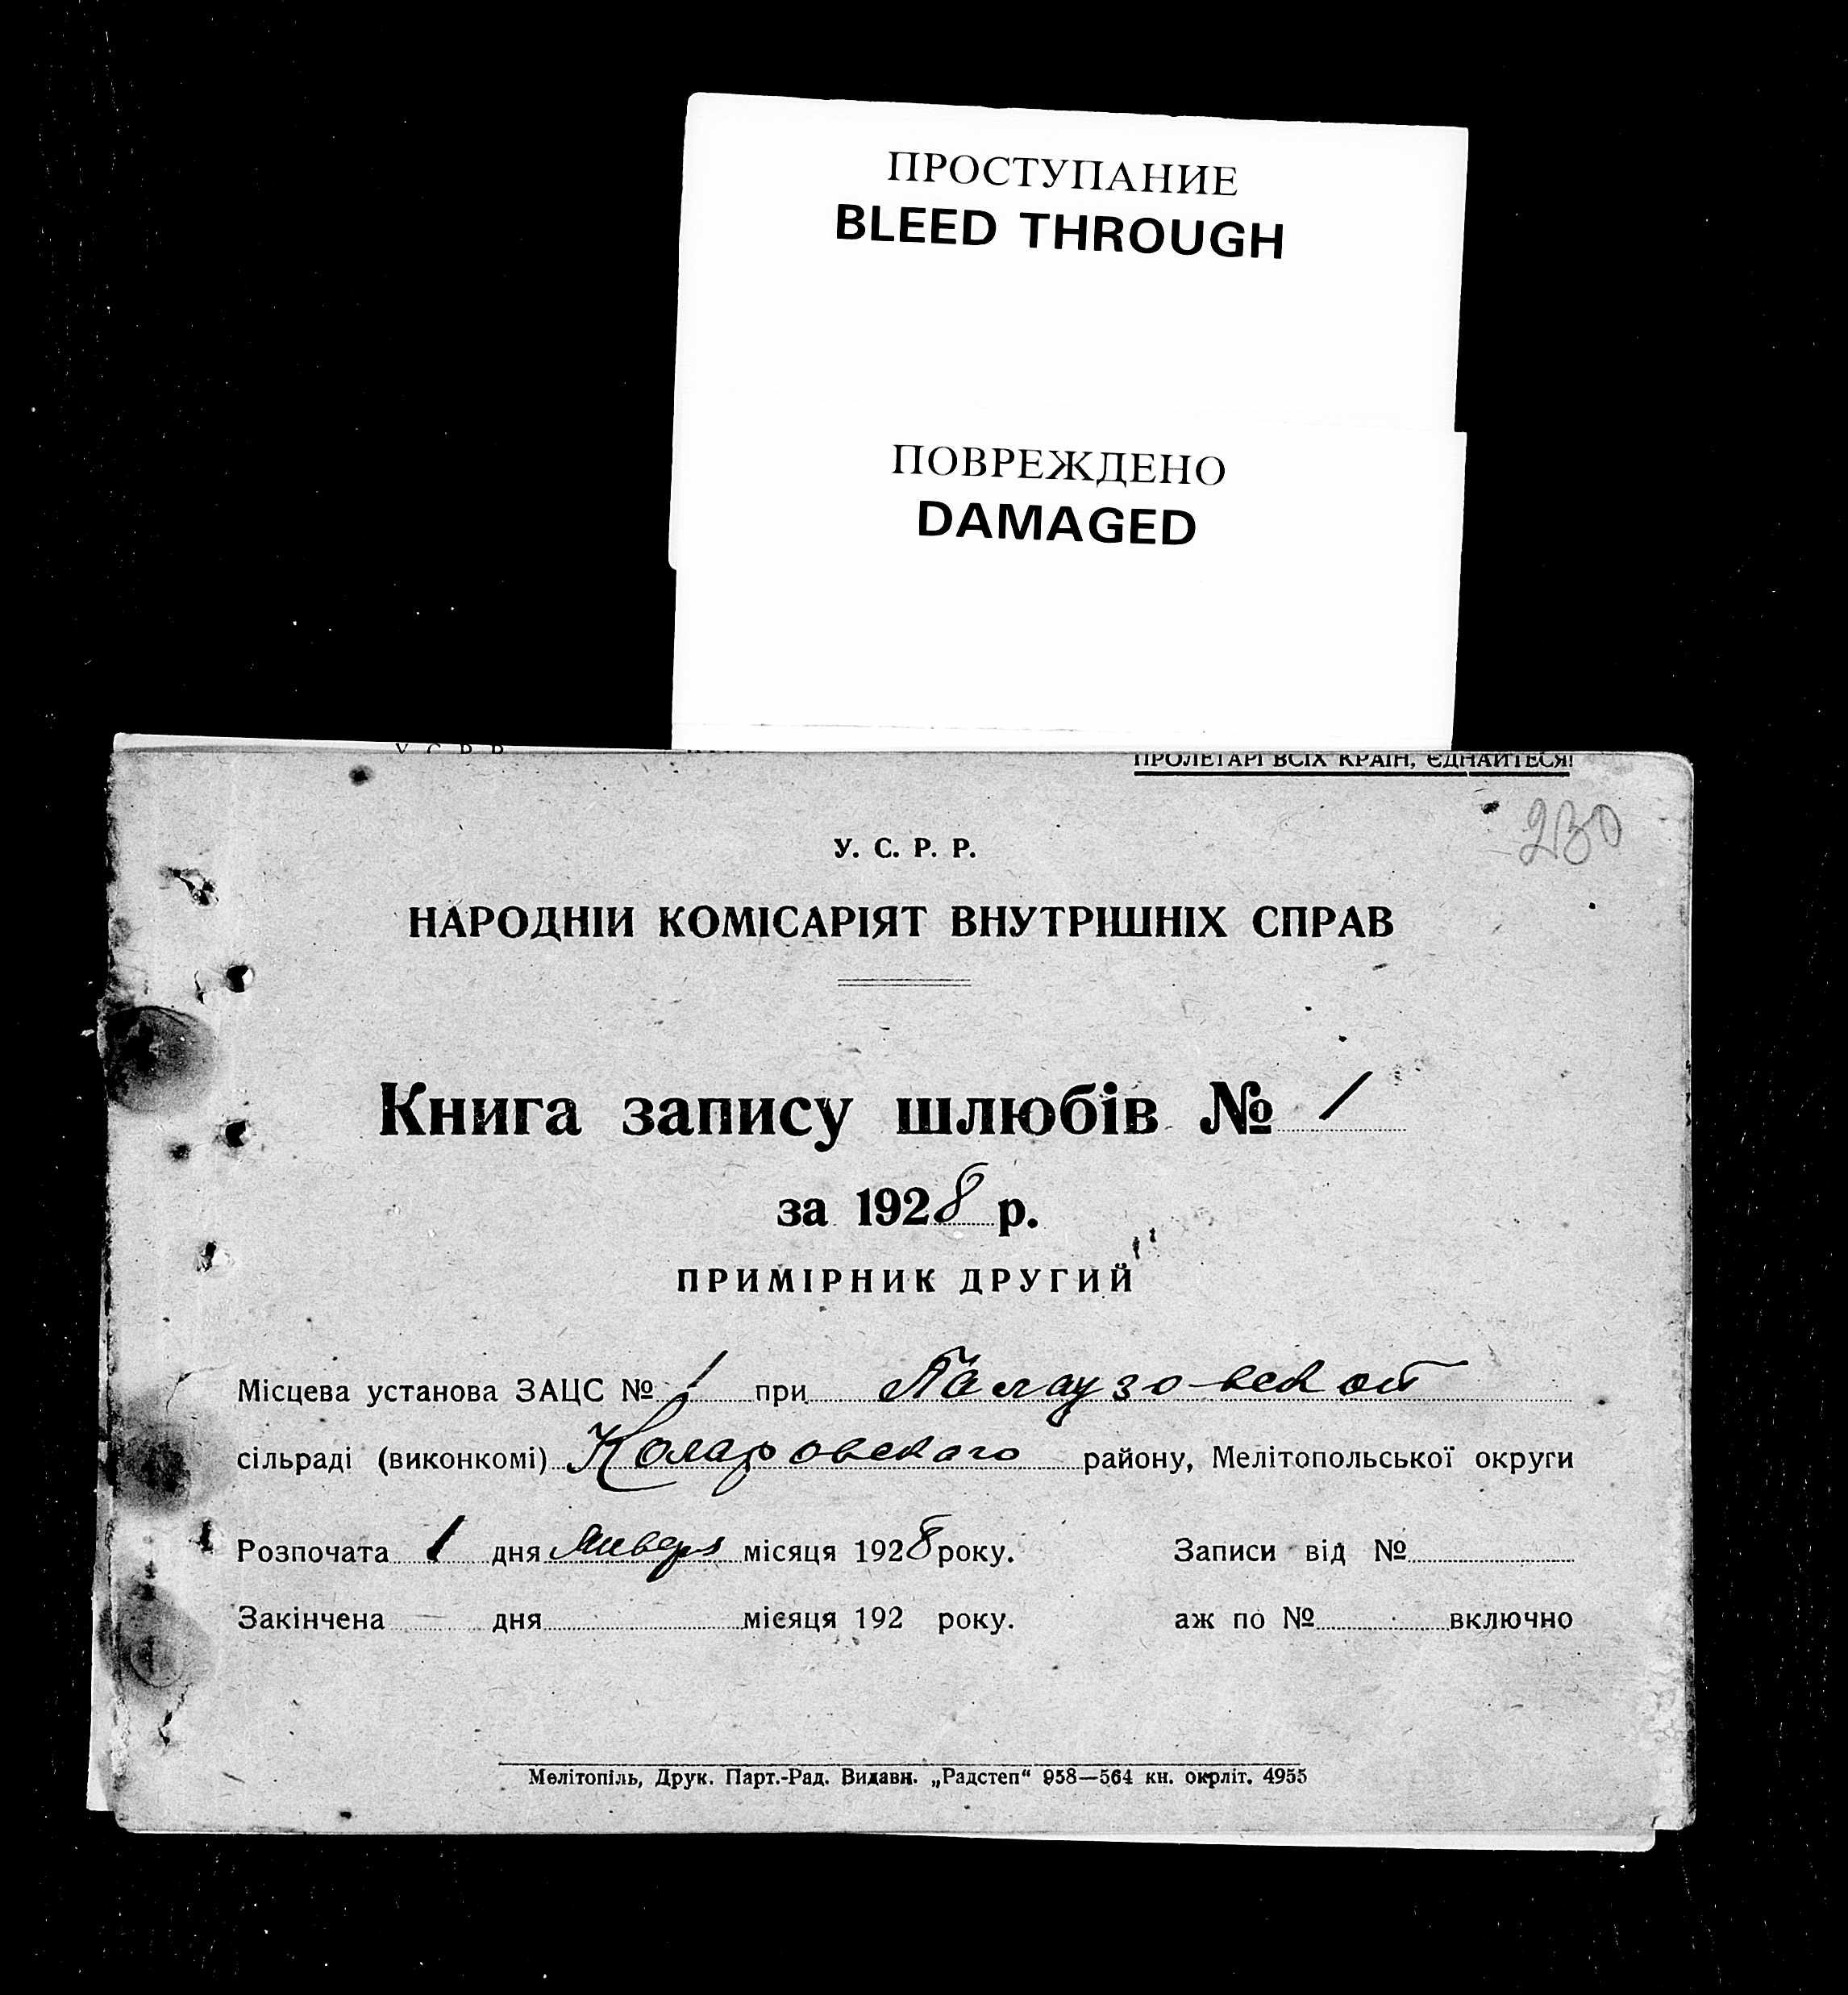 ПРОСТУПАНИЕ
BLEED THROUGH
ПОВРЕЖДЕНО
DAMAGED
У. С. Р. Р.
ПРОЛЕТАРІ ВСІХ КРАЇН, ЄДНАЙТЕСЯ!
230
У. С. Р. Р.
НАРОДНІЙ КОМІСАРІЯТ ВНУТРІШНІХ СПРАВ
Книга запису шлюбів № 1
за 1928 р.
ПРИМІРНИК ДРУГИЙ
Місцева установа ЗАЦС № 1 при Палаузовской
сільраді (виконкомі) Коларовского району, Мелітопольської округи
Розпочата 1 дня Января місяця 1928 року. Записи від №
Закінчена дня місяця 192 року. аж по № включно
Мелітопіль, Друк. Парт.-Рад. Видавн. „Радстеп“ 958—564 кн. окрліт. 4955